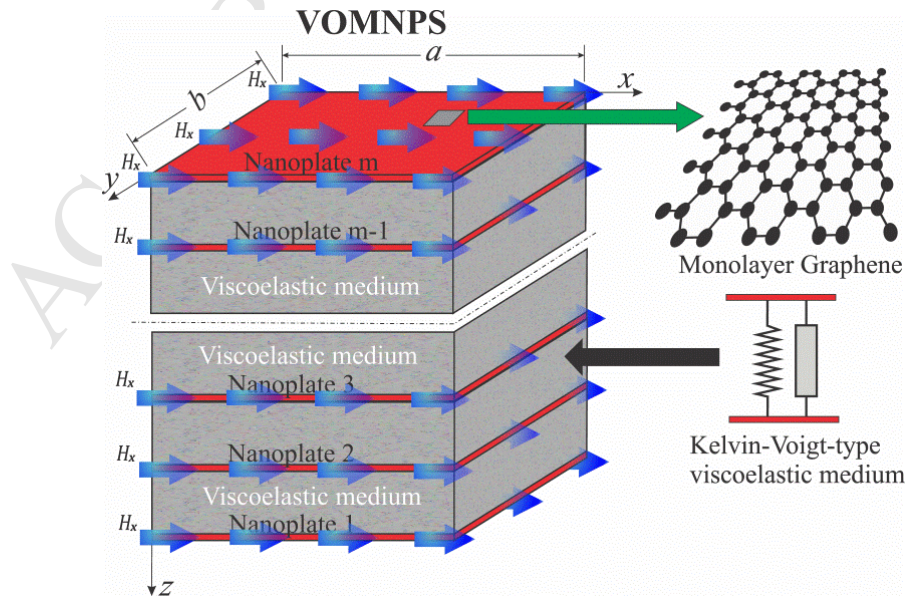 VOMNPS
a
x
Hₓ
b
Hₓ
Hₓ
Nanoplate m
y
Hₓ
Nanoplate m-1
Viscoelastic medium
Monolayer Graphene
Viscoelastic medium
Hₓ
Nanoplate 3
Hₓ
Nanoplate 2
Viscoelastic medium
Hₓ
Nanoplate 1
z
Kelvin-Voigt-type
viscoelastic medium
AC